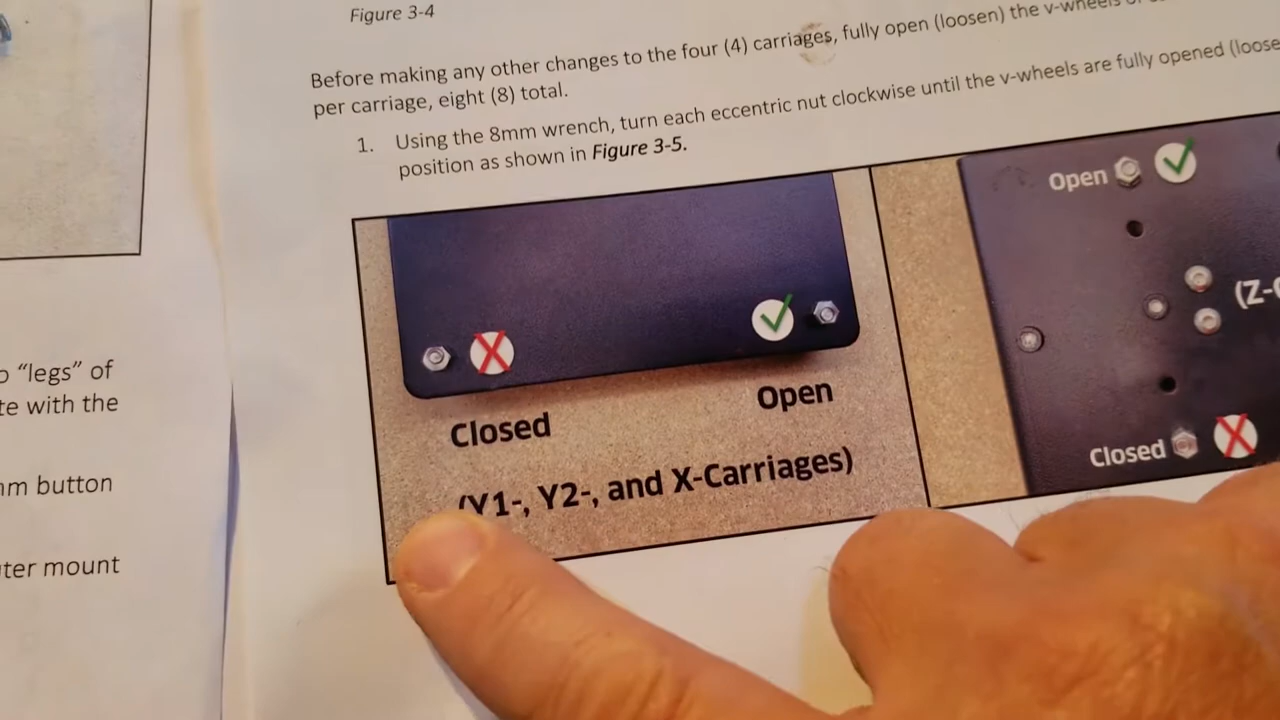 Figure 3-4
Before making any other changes to the four (4) carriages, fully open (loosen) the v-wheels
per carriage, eight (8) total.
1. Using the 8mm wrench, turn each eccentric nut clockwise until the v-wheels are fully opened (loose
position as shown in Figure 3-5.
Open
Closed
Open
(Y1-, Y2-, and X-Carriages)
(Z-
Closed
"legs" of
with the
button
mount